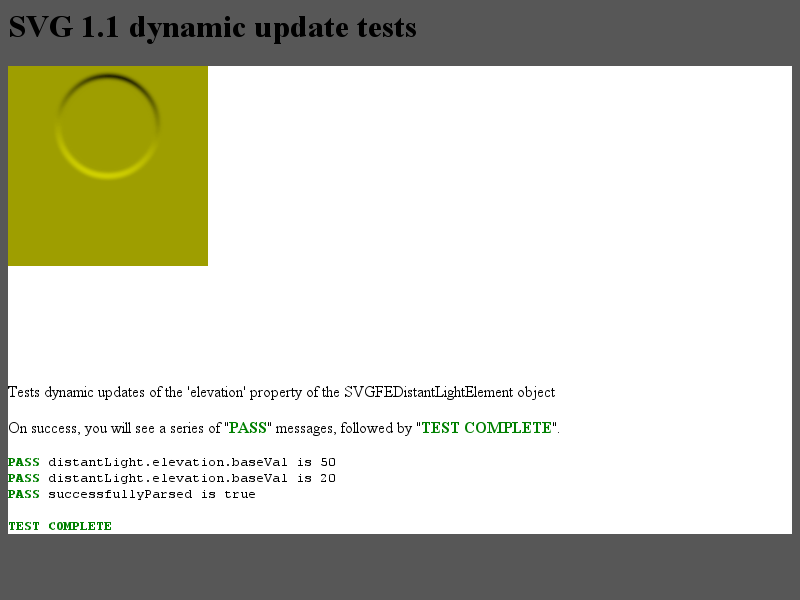 SVG 1.1 dynamic update tests
Tests dynamic updates of the 'elevation' property of the SVGFEDistantLightElement object
On success, you will see a series of "PASS" messages, followed by "TEST COMPLETE".
PASS distantLight.elevation.baseVal is 50
PASS distantLight.elevation.baseVal is 20
PASS successfullyParsed is true
TEST COMPLETE